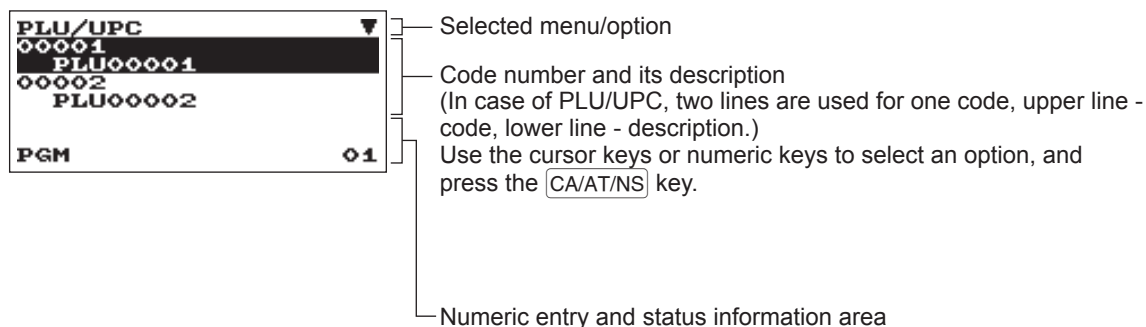 PLU/UPC ▼
00001
PLU00001
00002
PLU00002
PGM 01
Selected menu/option
Code number and its description
(In case of PLU/UPC, two lines are used for one code, upper line -
code, lower line - description.)
Use the cursor keys or numeric keys to select an option, and
press the CA/AT/NS key.
Numeric entry and status information area